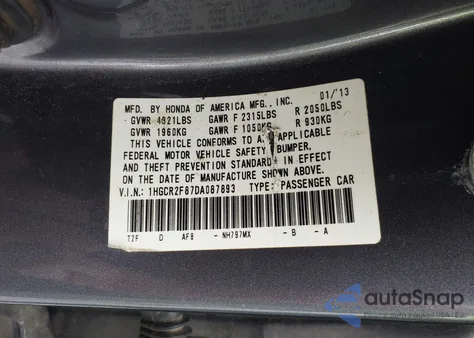 MFD. BY HONDA OF AMERICA MFG., INC. 01/'13
GVWR 4321LBS GAWR F 2315LBS R 2050LBS
GVWR 1960KG GAWR F 1050KG R 930KG
THIS VEHICLE CONFORMS TO ALL APPLICABLE
FEDERAL MOTOR VEHICLE SAFETY BUMPER,
AND THEFT PREVENTION STANDARDS IN EFFECT
ON THE DATE OF MANUFACTURE SHOWN ABOVE.
V.I.N.: 1HGCR2F87DA087893 TYPE: PASSENGER CAR
T2F D AF8 -NH797MX -B -A
autoSnap